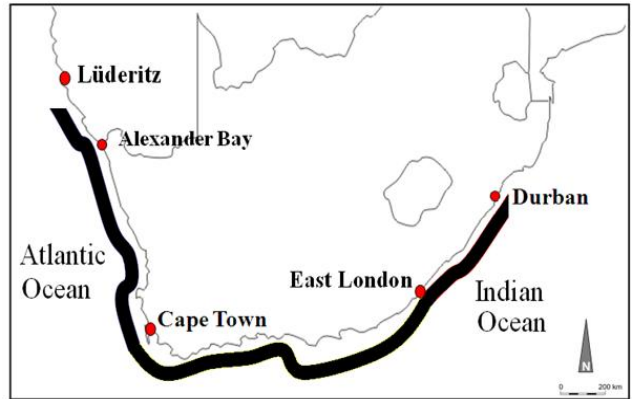 Lüderitz
Alexander Bay
Durban
Atlantic
Ocean
East London
Indian
Ocean
Cape Town
N
0 200 km